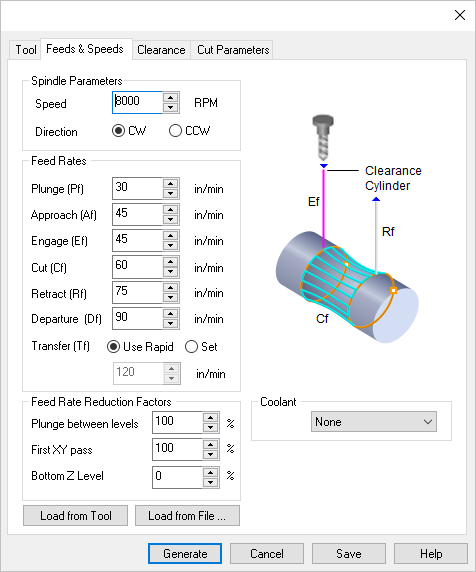 Tool Feeds & Speeds Clearance Cut Parameters
Spindle Parameters
Speed 8000 RPM
Direction CW CCW
Feed Rates
Plunge (Pf) 30 in/min
Approach (Af) 45 in/min
Engage (Ef) 45 in/min
Cut (Cf) 60 in/min
Retract (Rf) 75 in/min
Departure (Df) 90 in/min
Transfer (Tf) Use Rapid Set
120 in/min
Feed Rate Reduction Factors
Plunge between levels 100 %
First XY pass 100 %
Bottom Z Level 0 %
Load from Tool Load from File ...
Clearance
Cylinder
Ef
Rf
Cf
Coolant
None
Generate Cancel Save Help